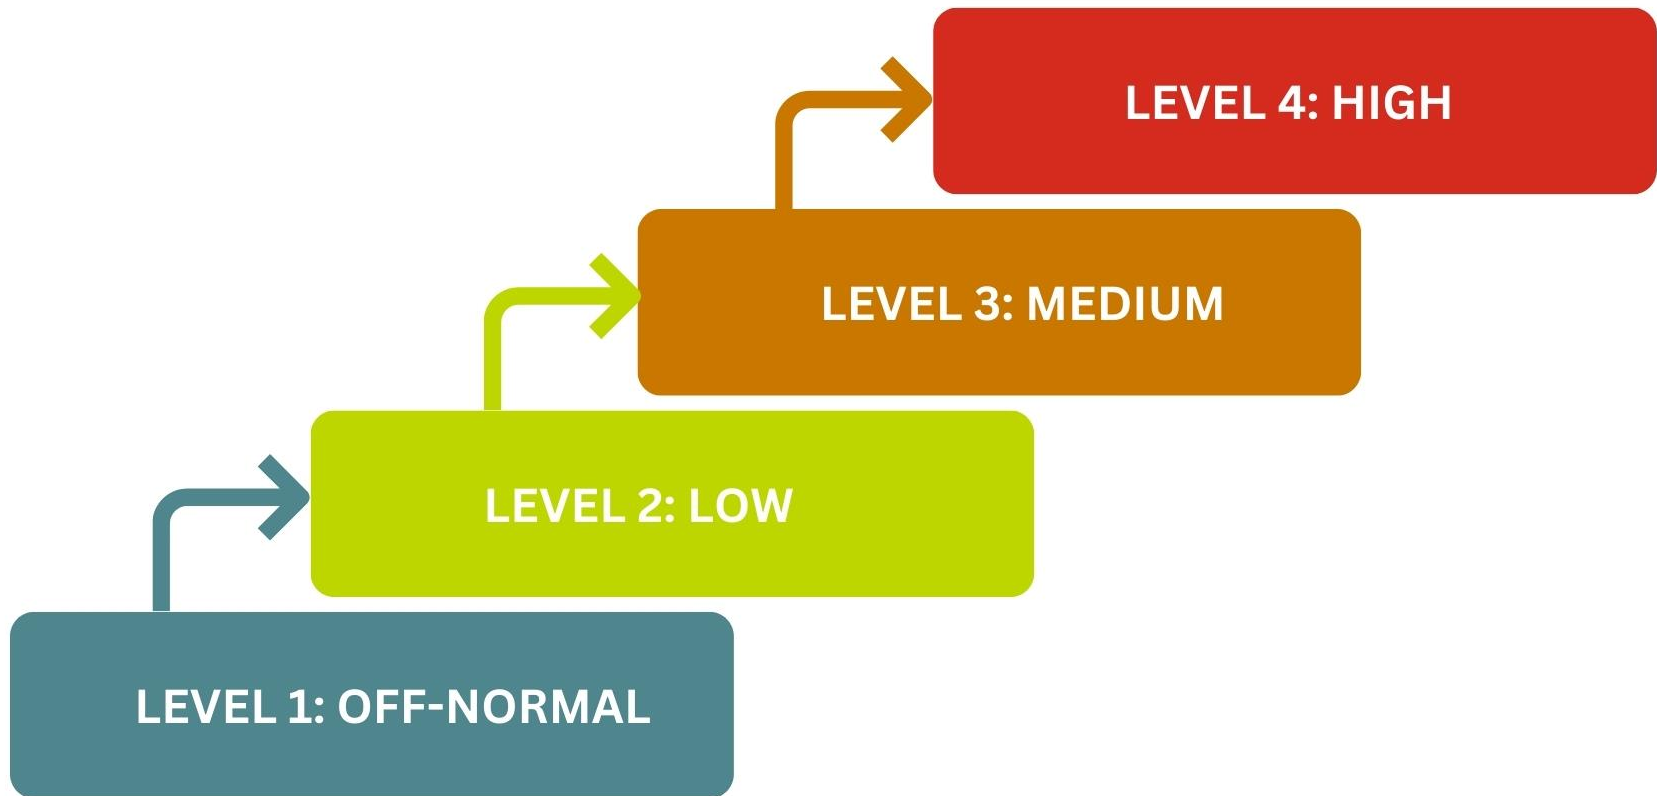 LEVEL 4: HIGH
LEVEL 3: MEDIUM
LEVEL 2: LOW
LEVEL 1: OFF-NORMAL